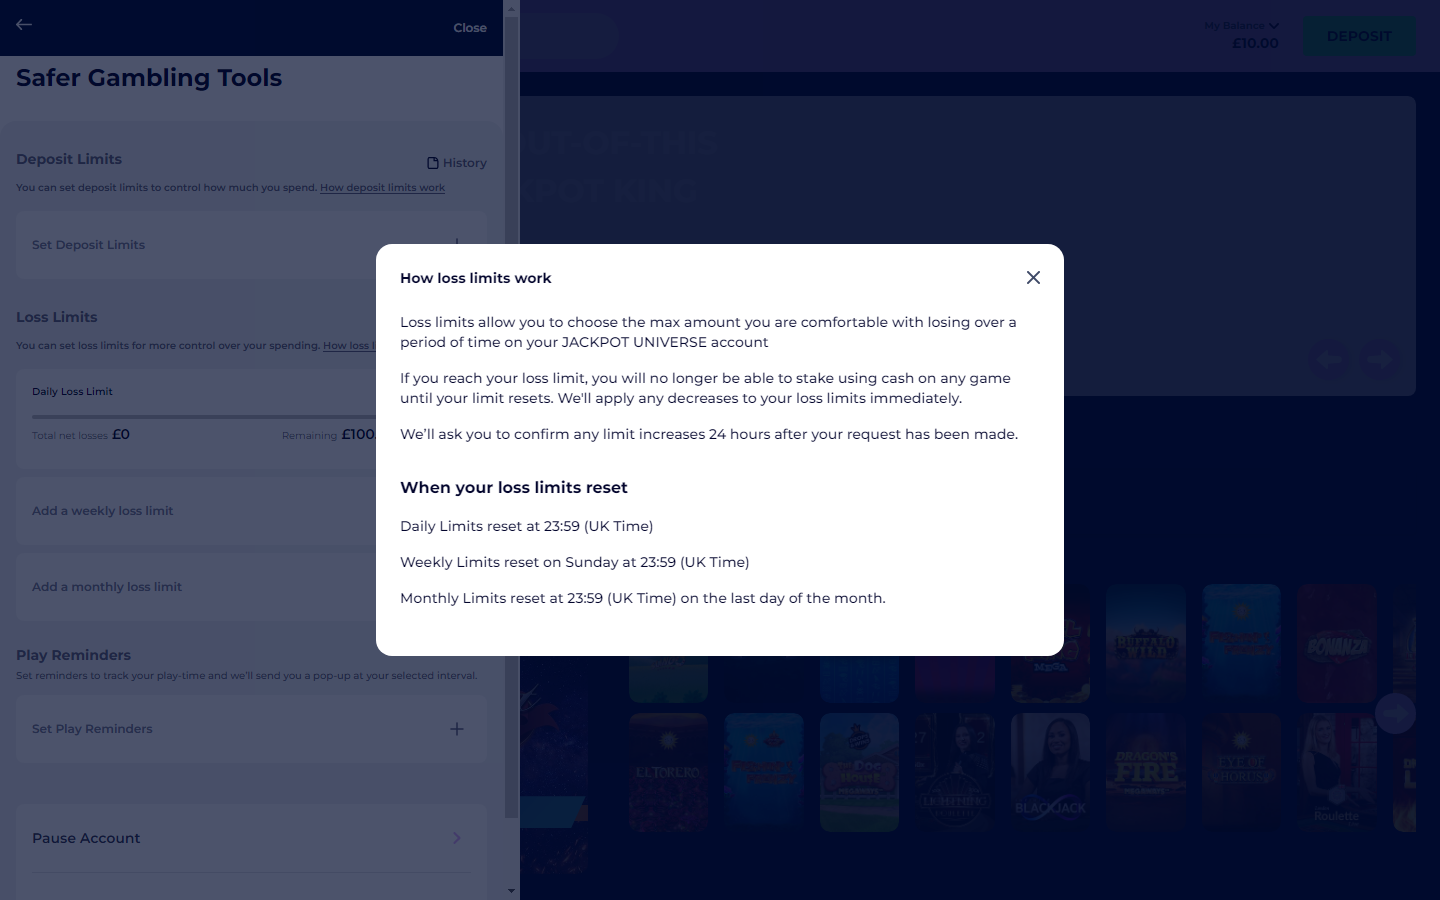 Close
Safer Gambling Tools
Deposit Limits
History
You can set deposit limits to control how much you spend. How deposit limits work
Set Deposit Limits
Loss Limits
You can set loss limits for more control over your spending. How loss
Daily Loss Limit
Total net losses £0
Remaining £100.
Add a weekly loss limit
Add a monthly loss limit
Play Reminders
Set reminders to track your play-time and we'll send you a pop-up at your selected interval.
Set Play Reminders
Pause Account
My Balance
£10.00
DEPOSIT
OUT-OF-THIS
KPOT KING
How loss limits work
Loss limits allow you to choose the max amount you are comfortable with losing over a
period of time on your JACKPOT UNIVERSE account
If you reach your loss limit, you will no longer be able to stake using cash on any game
until your limit resets. We'll apply any decreases to your loss limits immediately.
We'll ask you to confirm any limit increases 24 hours after your request has been made.
When your loss limits reset
Daily Limits reset at 23:59 (UK Time)
Weekly Limits reset on Sunday at 23:59 (UK Time)
Monthly Limits reset at 23:59 (UK Time) on the last day of the month.
MEGA
BUFFALO
WILD
BONANZA
EL TORERO
Dog
House
LIGHTNING
BLACKJACK
DRAGON'S
FIRE
MEGAWAYS
EYE OF
HORUS
Roulette